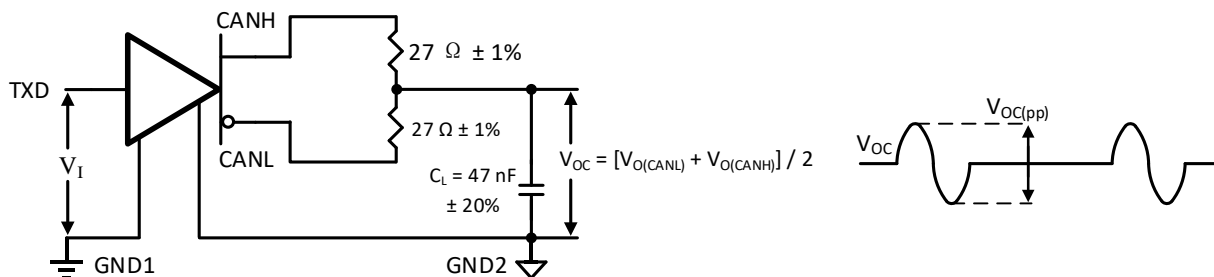 CANH
27 Ω ± 1%
TXD
27 Ω ± 1%
V_OC(pp)
V_OC
V_I
CANL
C_L = 47 nF
± 20%
V_OC = [V_O(CANL) + V_O(CANH)] / 2
GND1
GND2